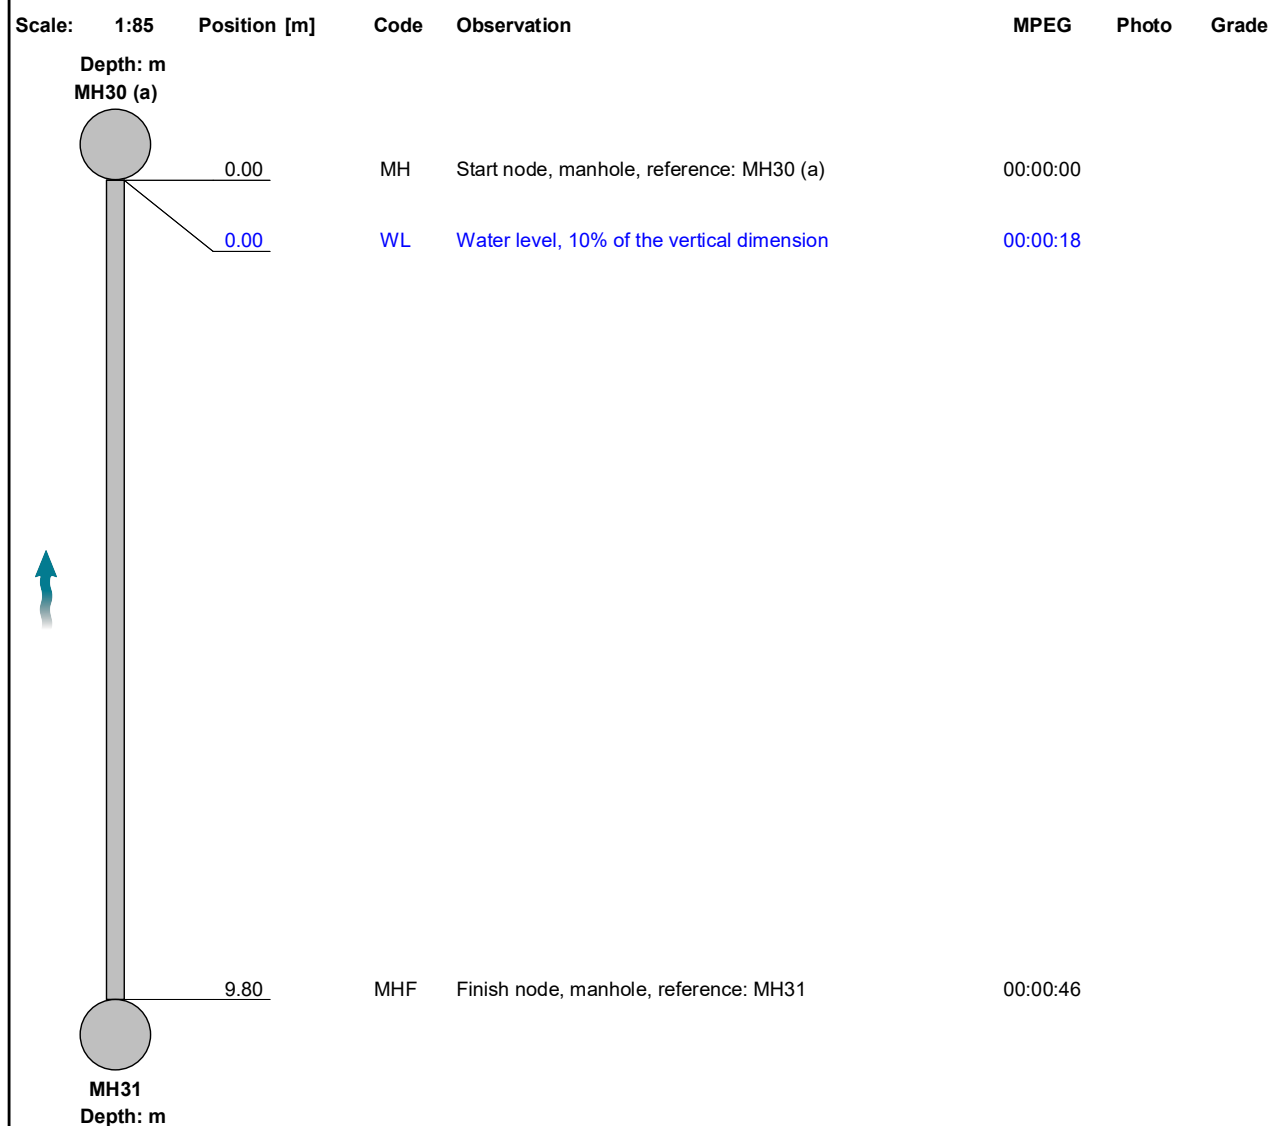 Scale: 1:85 Position [m] Code Observation MPEG Photo Grade
Depth: m
MH30 (a)
0.00 MH Start node, manhole, reference: MH30 (a) 00:00:00
0.00 WL Water level, 10% of the vertical dimension 00:00:18
9.80 MHF Finish node, manhole, reference: MH31 00:00:46
MH31
Depth: m